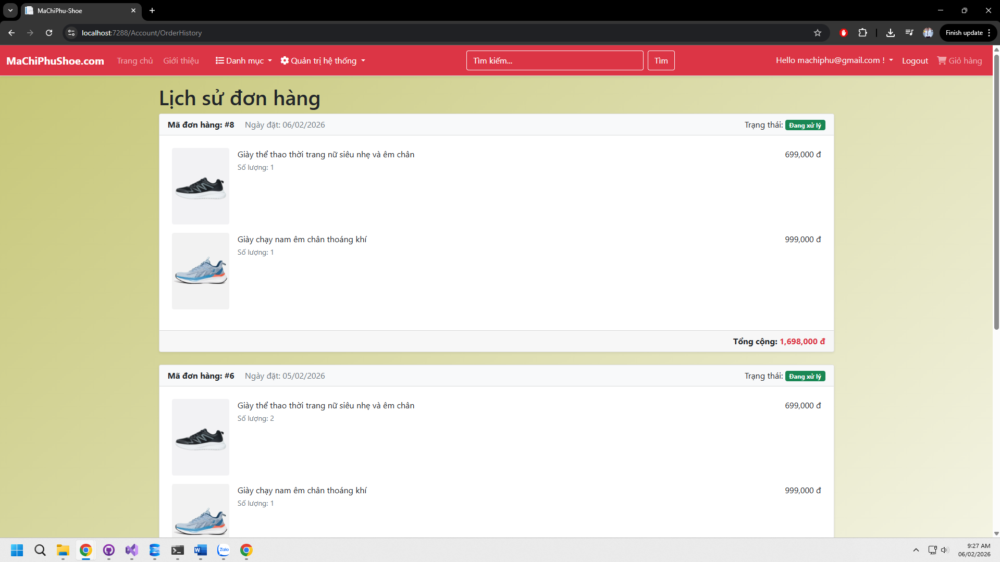 MaChiPhu-Shoe
localhost:7288/Account/OrderHistory
Finish update
MaChiPhuShoe.com Trang chủ Giới thiệu Danh mục Quản trị hệ thống Tìm kiếm... Tìm Hello machiphu@gmail.com ! Logout Giỏ hàng
Lịch sử đơn hàng
Mã đơn hàng: #8 Ngày đặt: 06/02/2026 Trạng thái: Đang xử lý
Giày thể thao thời trang nữ siêu nhẹ và êm chân 699,000 đ
Số lượng: 1
Giày chạy nam êm chân thoáng khí 999,000 đ
Số lượng: 1
Tổng cộng: 1,698,000 đ
Mã đơn hàng: #6 Ngày đặt: 05/02/2026 Trạng thái: Đang xử lý
Giày thể thao thời trang nữ siêu nhẹ và êm chân 699,000 đ
Số lượng: 2
Giày chạy nam êm chân thoáng khí 999,000 đ
Số lượng: 1
Zalo
9:27 AM
06/02/2026